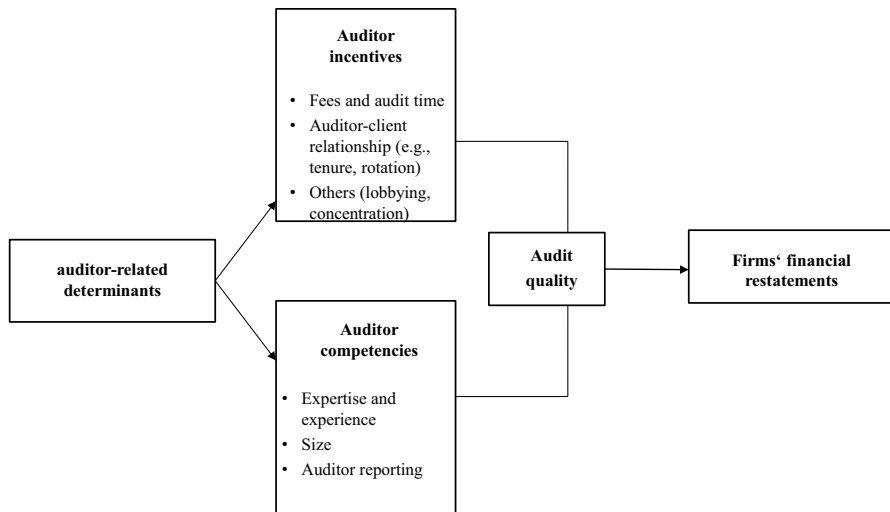 auditor-related
determinants
Auditor
incentives
• Fees and audit time
• Auditor-client
relationship (e.g.,
tenure, rotation)
• Others (lobbying,
concentration)
Auditor
competencies
• Expertise and
experience
• Size
• Auditor reporting
Audit
quality
Firms‘ financial
restatements